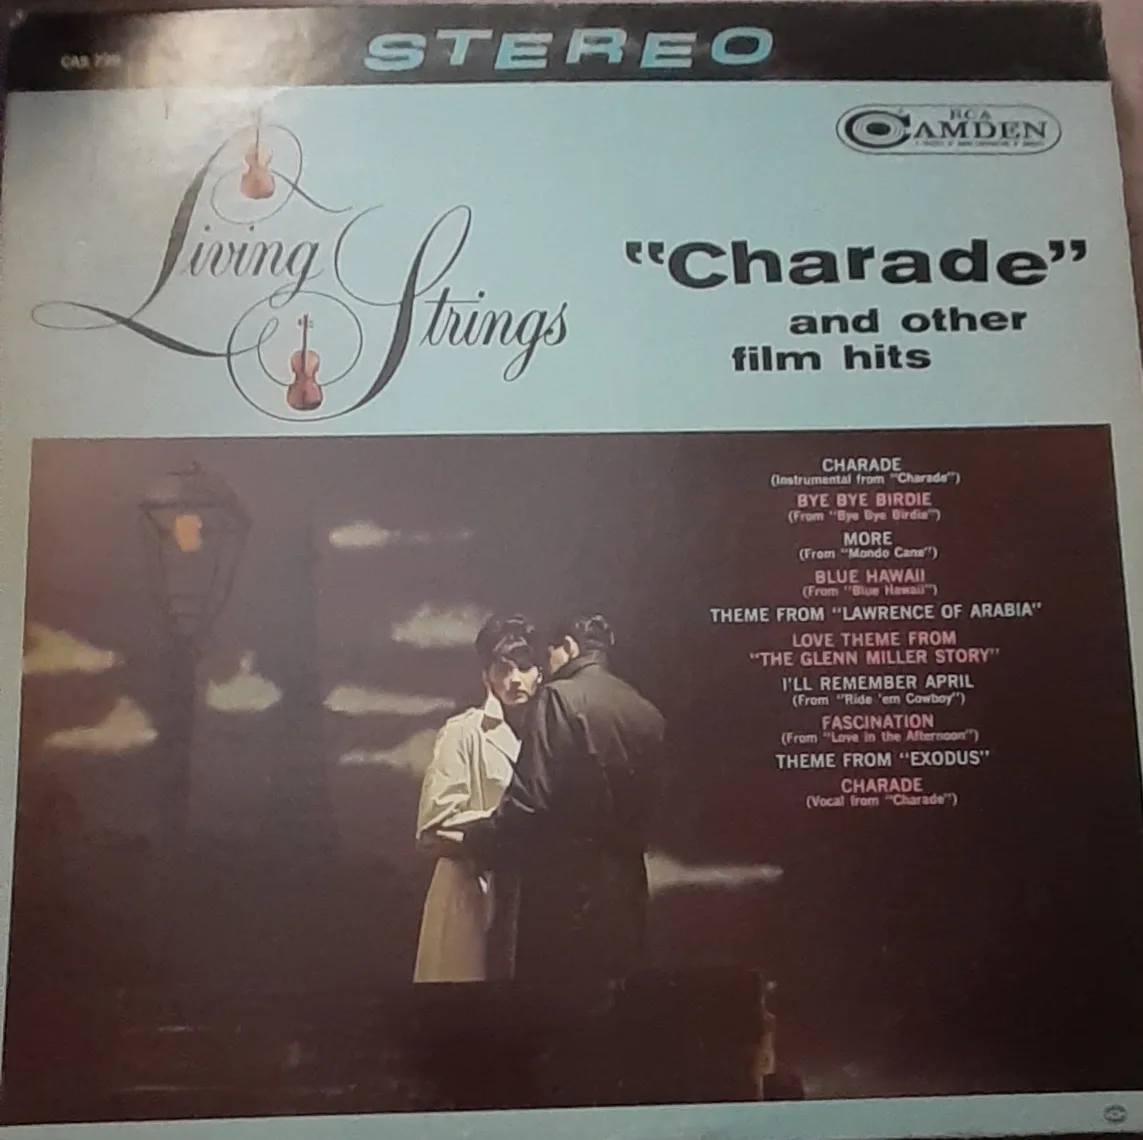 STEREO
CAS 799
RCA
CAMDEN
Living
Strings
"Charade"
and other
film hits
CHARADE
(Instrumental from "Charade")
BYE BYE BIRDIE
(From "Bye Bye Birdie")
MORE
(From "Mondo Cane")
BLUE HAWAII
(From "Blue Hawaii")
THEME FROM "LAWRENCE OF ARABIA"
LOVE THEME FROM
"THE GLENN MILLER STORY"
I'LL REMEMBER APRIL
(From "Ride 'em Cowboy")
FASCINATION
(From "Love in the Afternoon")
THEME FROM "EXODUS"
CHARADE
(Vocal from "Charade")